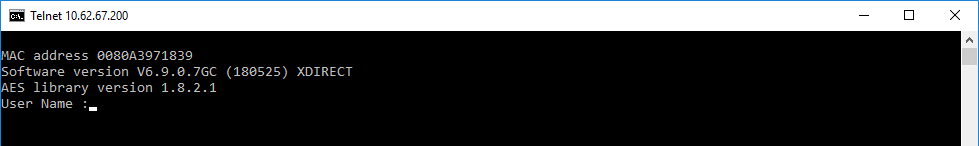 Telnet 10.62.67.200
MAC address 0080A3971839
Software version V6.9.0.7GC (180525) XDIRECT
AES library version 1.8.2.1
User Name :